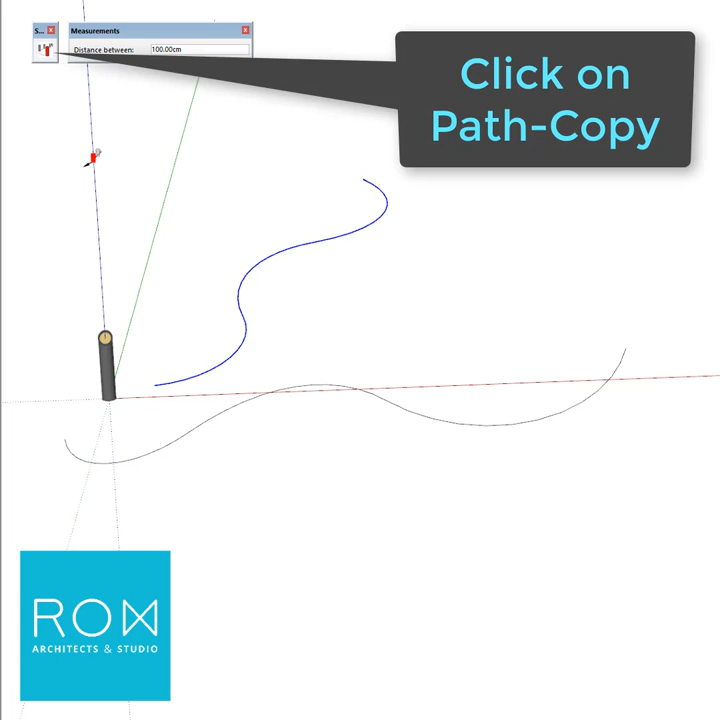 S...
Measurements
Distance between: 100.00cm
Click on
Path-Copy
ROM
ARCHITECTS & STUDIO